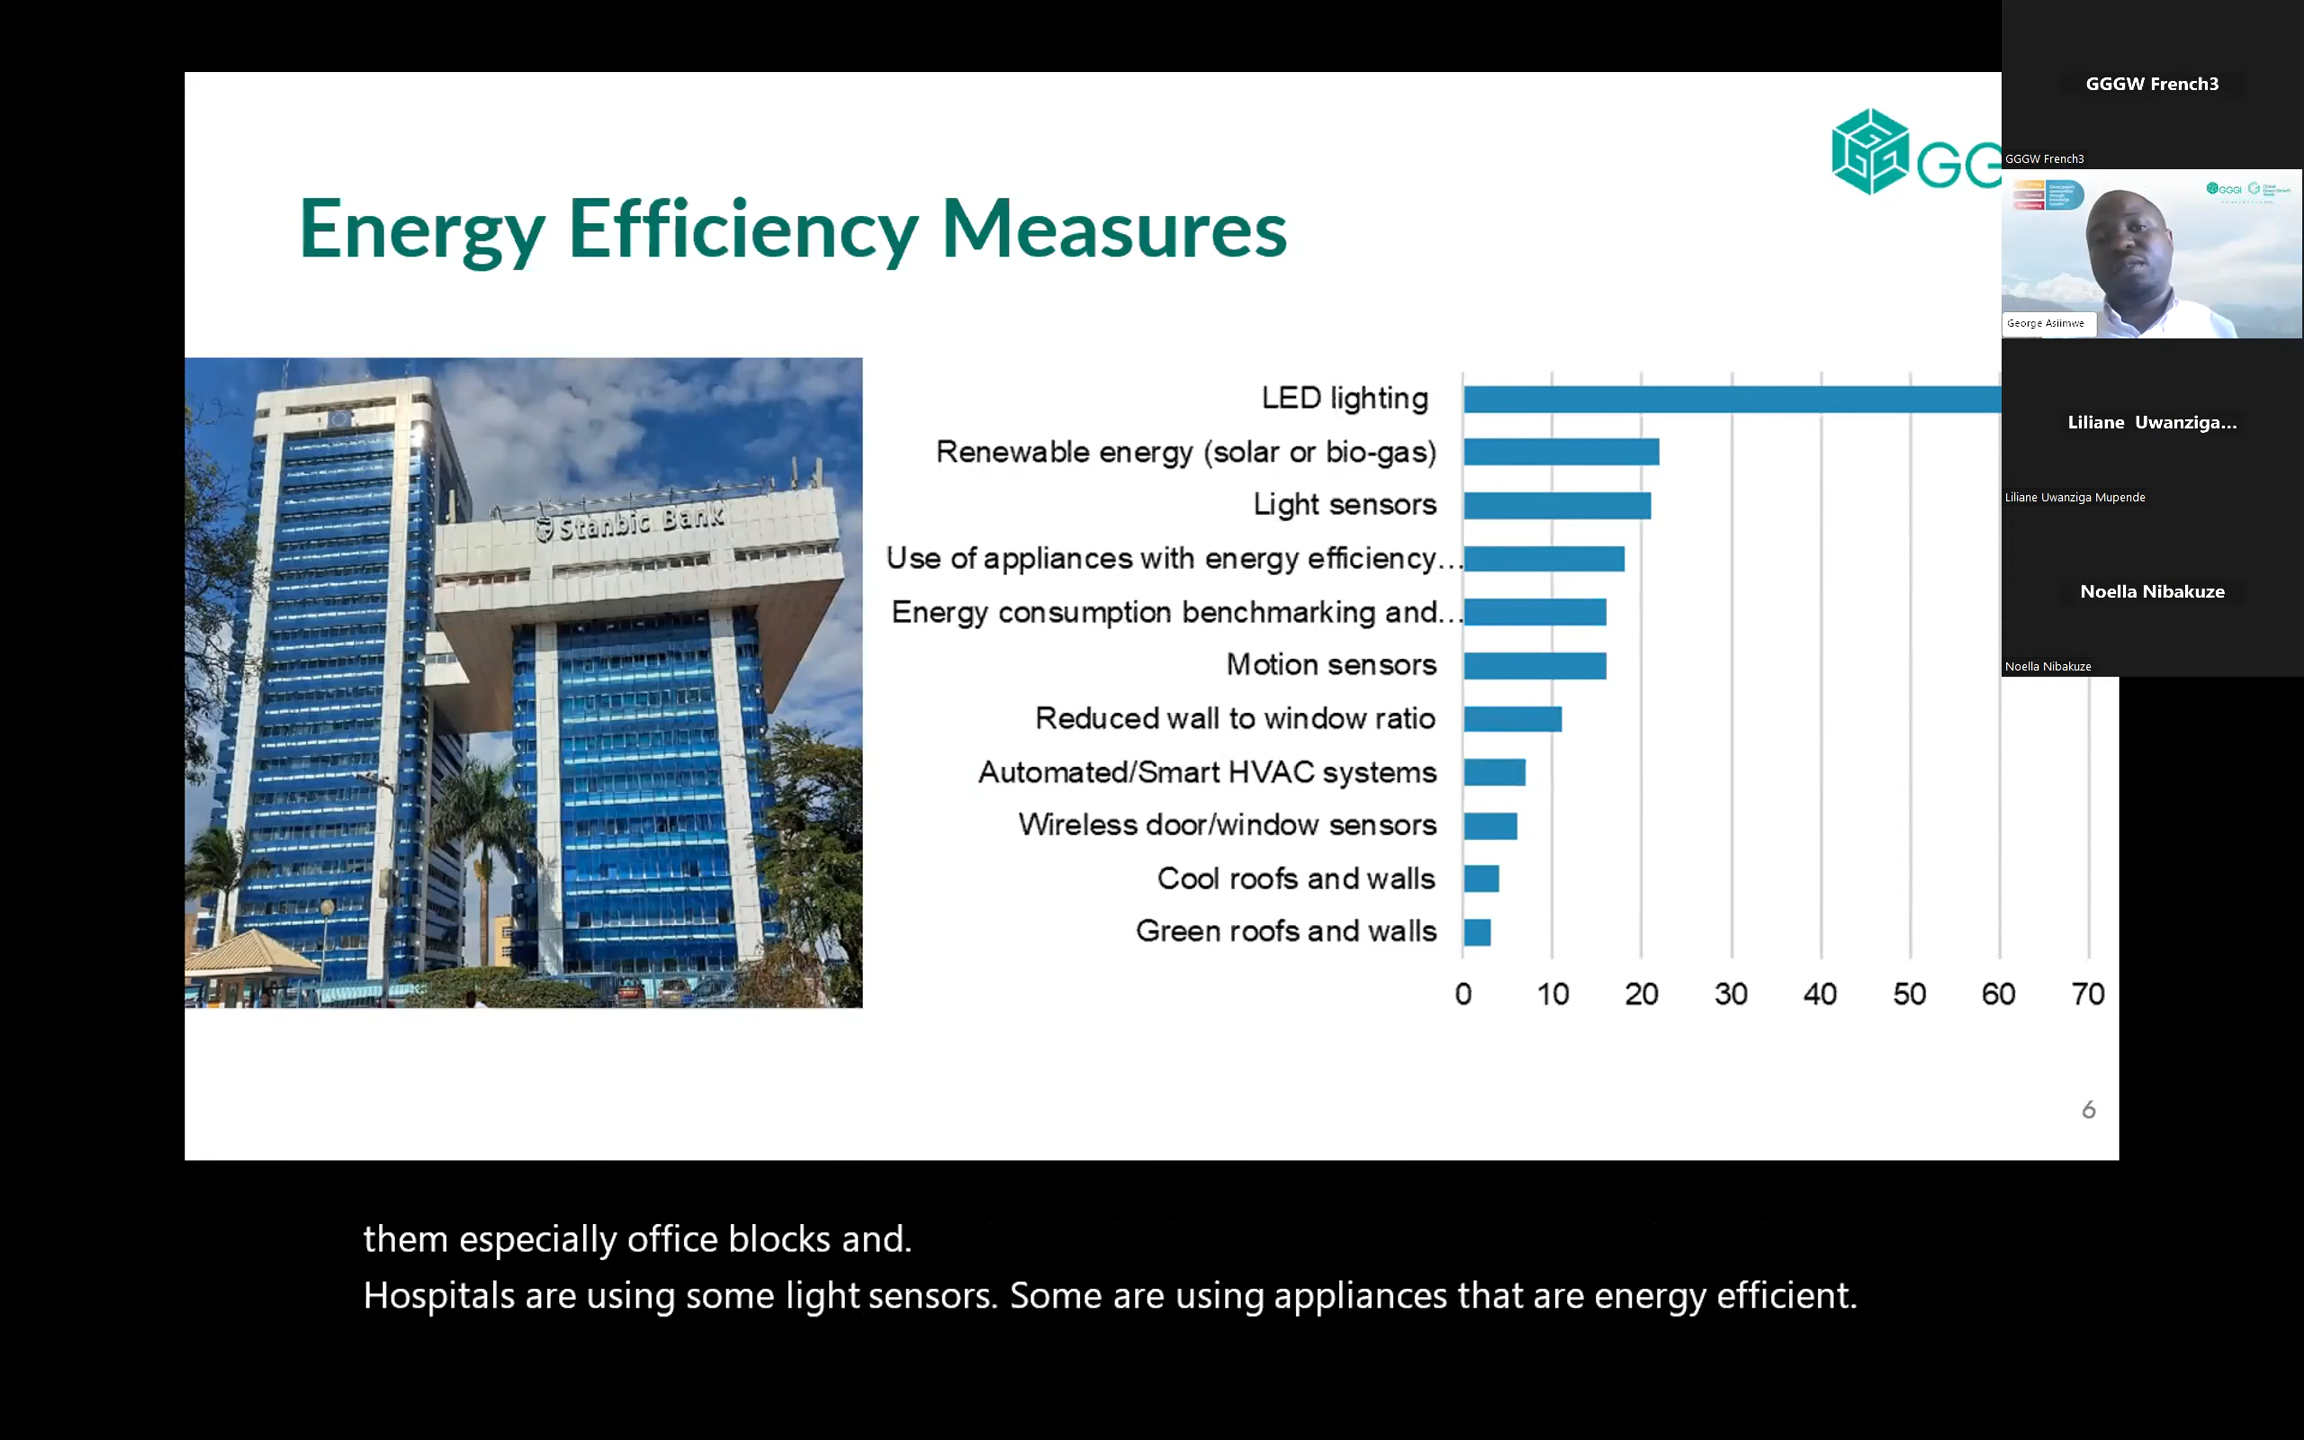 GG
Energy Efficiency Measures
Stanbic Bank
LED lighting
Renewable energy (solar or bio-gas)
Light sensors
Use of appliances with energy efficiency...
Energy consumption benchmarking and...
Motion sensors
Reduced wall to window ratio
Automated/Smart HVAC systems
Wireless door/window sensors
Cool roofs and walls
Green roofs and walls
0 10 20 30 40 50 60 70
6
GGGW French3
GGGW French3
GGGI
George Asiimwe
Liliane Uwanziga...
Liliane Uwanziga Mupende
Noella Nibakuze
Noella Nibakuze
them especially office blocks and.
Hospitals are using some light sensors. Some are using appliances that are energy efficient.